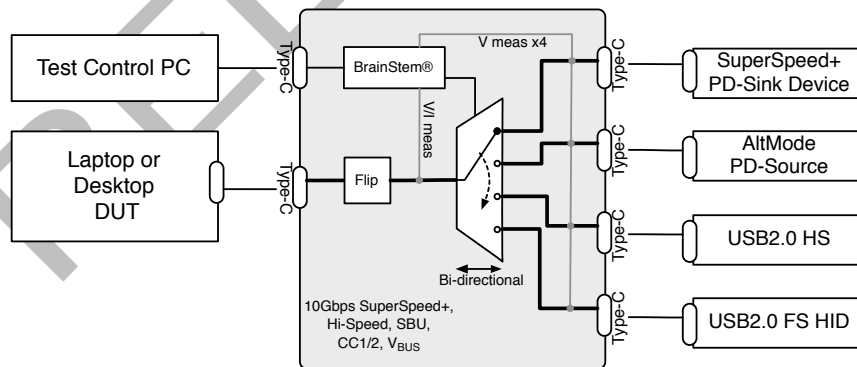 Test Control PC
Type-C
BrainStem®
V meas x4
V/I meas
Type-C
SuperSpeed+
PD-Sink Device
Laptop or
Desktop
DUT
Type-C
Flip
Type-C
AltMode
PD-Source
Type-C
USB2.0 HS
Bi-directional
10Gbps SuperSpeed+,
Hi-Speed, SBU,
CC1/2, VBUS
Type-C
USB2.0 FS HID